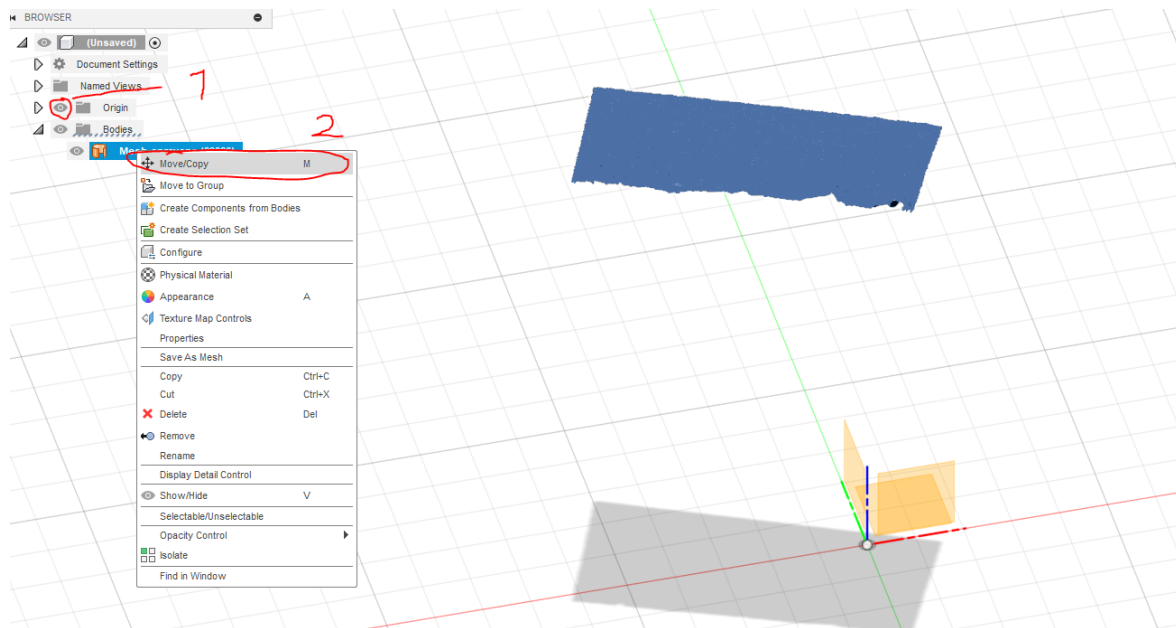 BROWSER
(Unsaved)
Document Settings
Named Views
1
Origin
2
Bodies
Move/Copy M
Move to Group
Create Components from Bodies
Create Selection Set
Configure
Physical Material
Appearance A
Texture Map Controls
Properties
Save As Mesh
Copy Ctrl+C
Cut Ctrl+X
Delete Del
Remove
Rename
Display Detail Control
Show/Hide V
Selectable/Unselectable
Opacity Control
Isolate
Find in Window